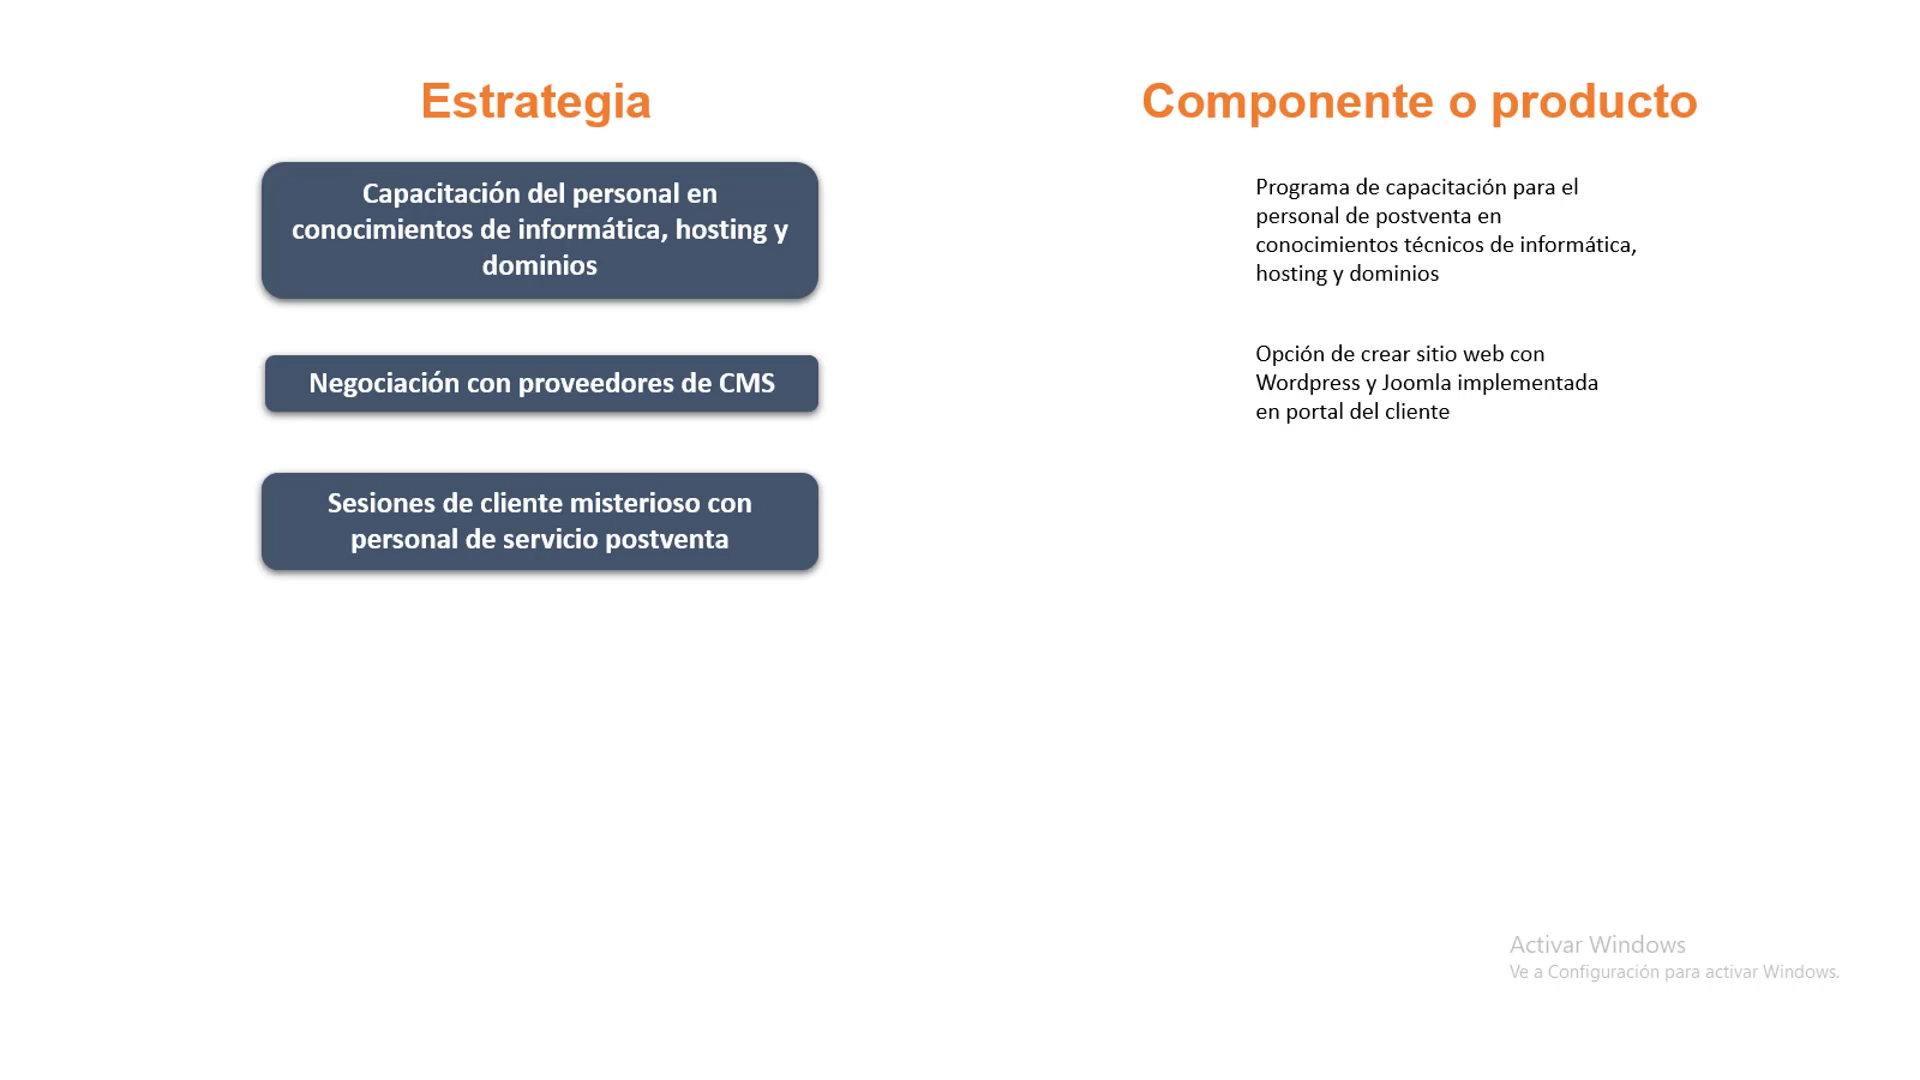 Estrategia
Componente o producto
Capacitación del personal en
conocimientos de informática, hosting y
dominios
Programa de capacitación para el
personal de postventa en
conocimientos técnicos de informática,
hosting y dominios
Negociación con proveedores de CMS
Opción de crear sitio web con
Wordpress y Joomla implementada
en portal del cliente
Sesiones de cliente misterioso con
personal de servicio postventa
Activar Windows
Ve a Configuración para activar Windows.